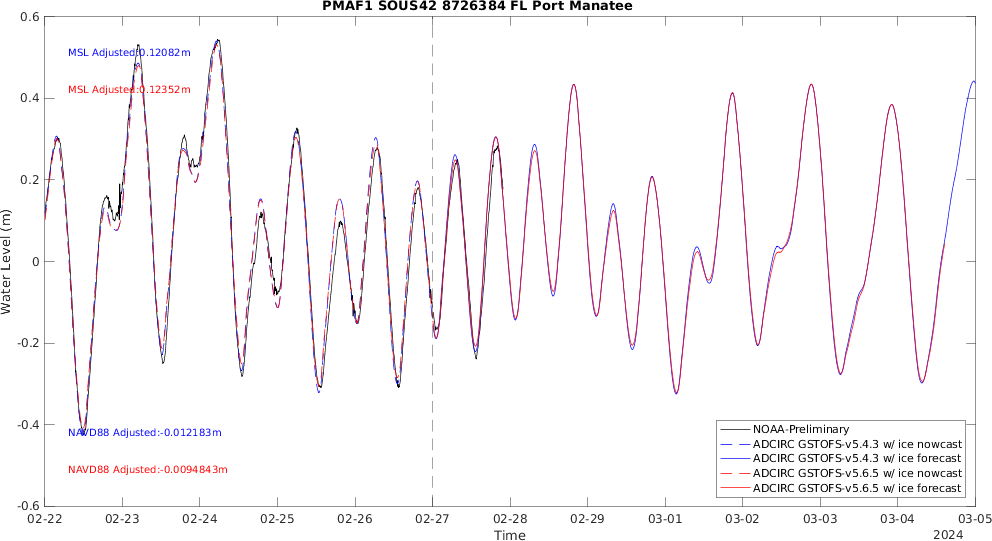 PMAF1 SOUS42 8726384 FL Port Manatee
0.6
0.4
0.2
0
-0.2
-0.4
-0.6
Water Level (m)
MSL Adjusted:0.12082m
MSL Adjusted:0.12352m
NAVD88 Adjusted:-0.012183m
NAVD88 Adjusted:-0.0094843m
NOAA-Preliminary
ADCIRC GSTOFS-v5.4.3 w/ ice nowcast
ADCIRC GSTOFS-v5.4.3 w/ ice forecast
ADCIRC GSTOFS-v5.6.5 w/ ice nowcast
ADCIRC GSTOFS-v5.6.5 w/ ice forecast
02-22 02-23 02-24 02-25 02-26 02-27 02-28 02-29 03-01 03-02 03-03 03-04 03-05
Time
2024